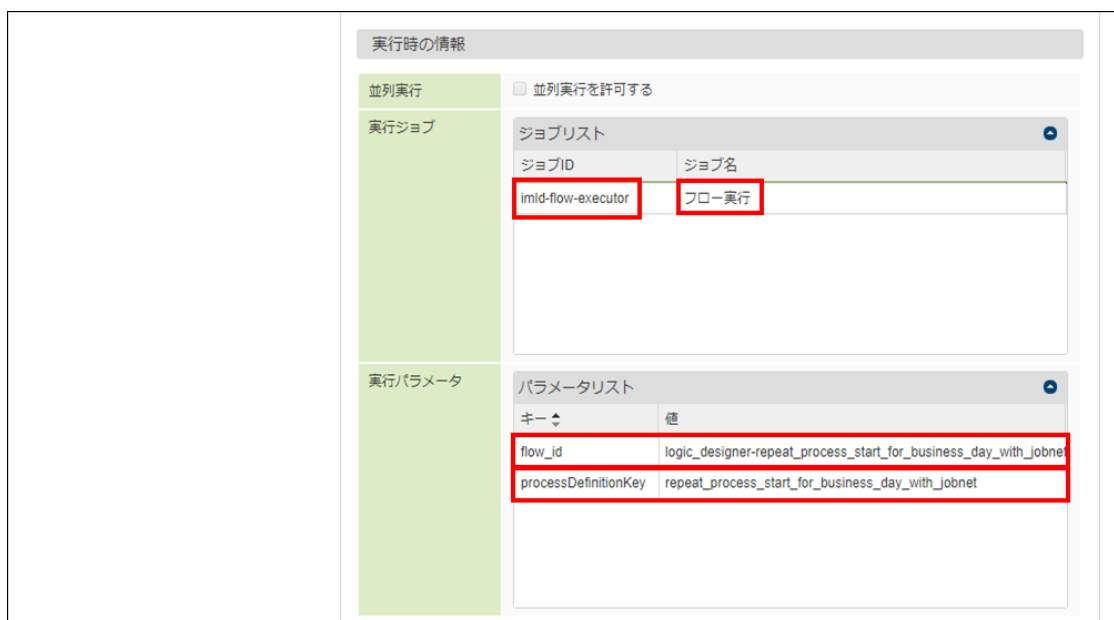 実行時の情報
並列実行 並列実行を許可する
実行ジョブ ジョブリスト
ジョブID ジョブ名
imld-flow-executor フロー実行
実行パラメータ パラメータリスト
キー 値
flow_id logic_designer-repeat_process_start_for_business_day_with_jobnet
processDefinitionKey repeat_process_start_for_business_day_with_jobnet